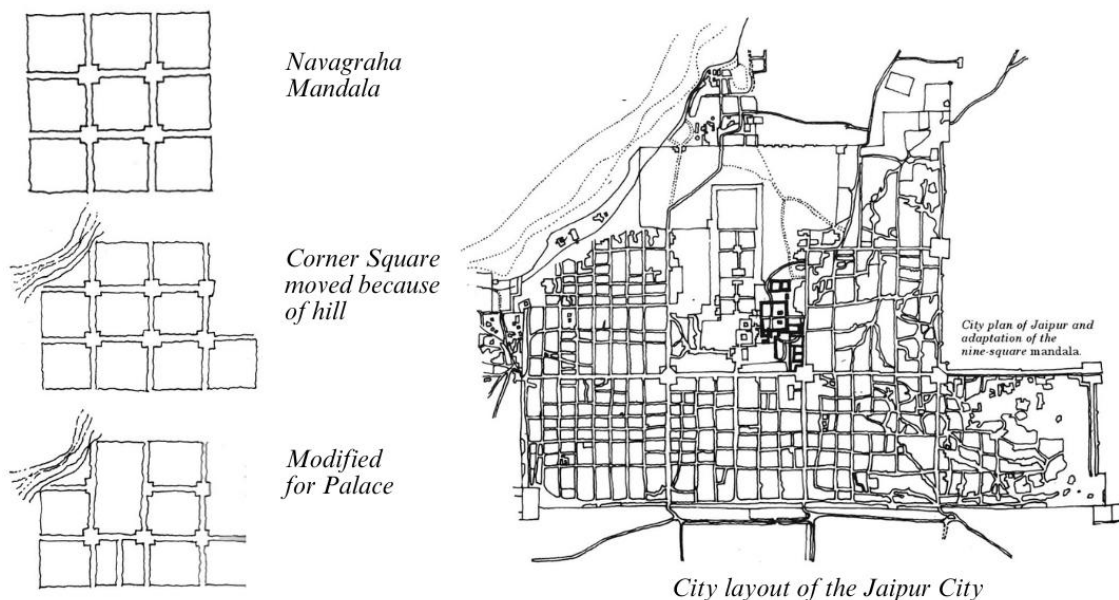 Navagraha
Mandala
Corner Square
moved because
of hill
Modified
for Palace
City plan of Jaipur and
adaptation of the
nine-square mandala.
City layout of the Jaipur City